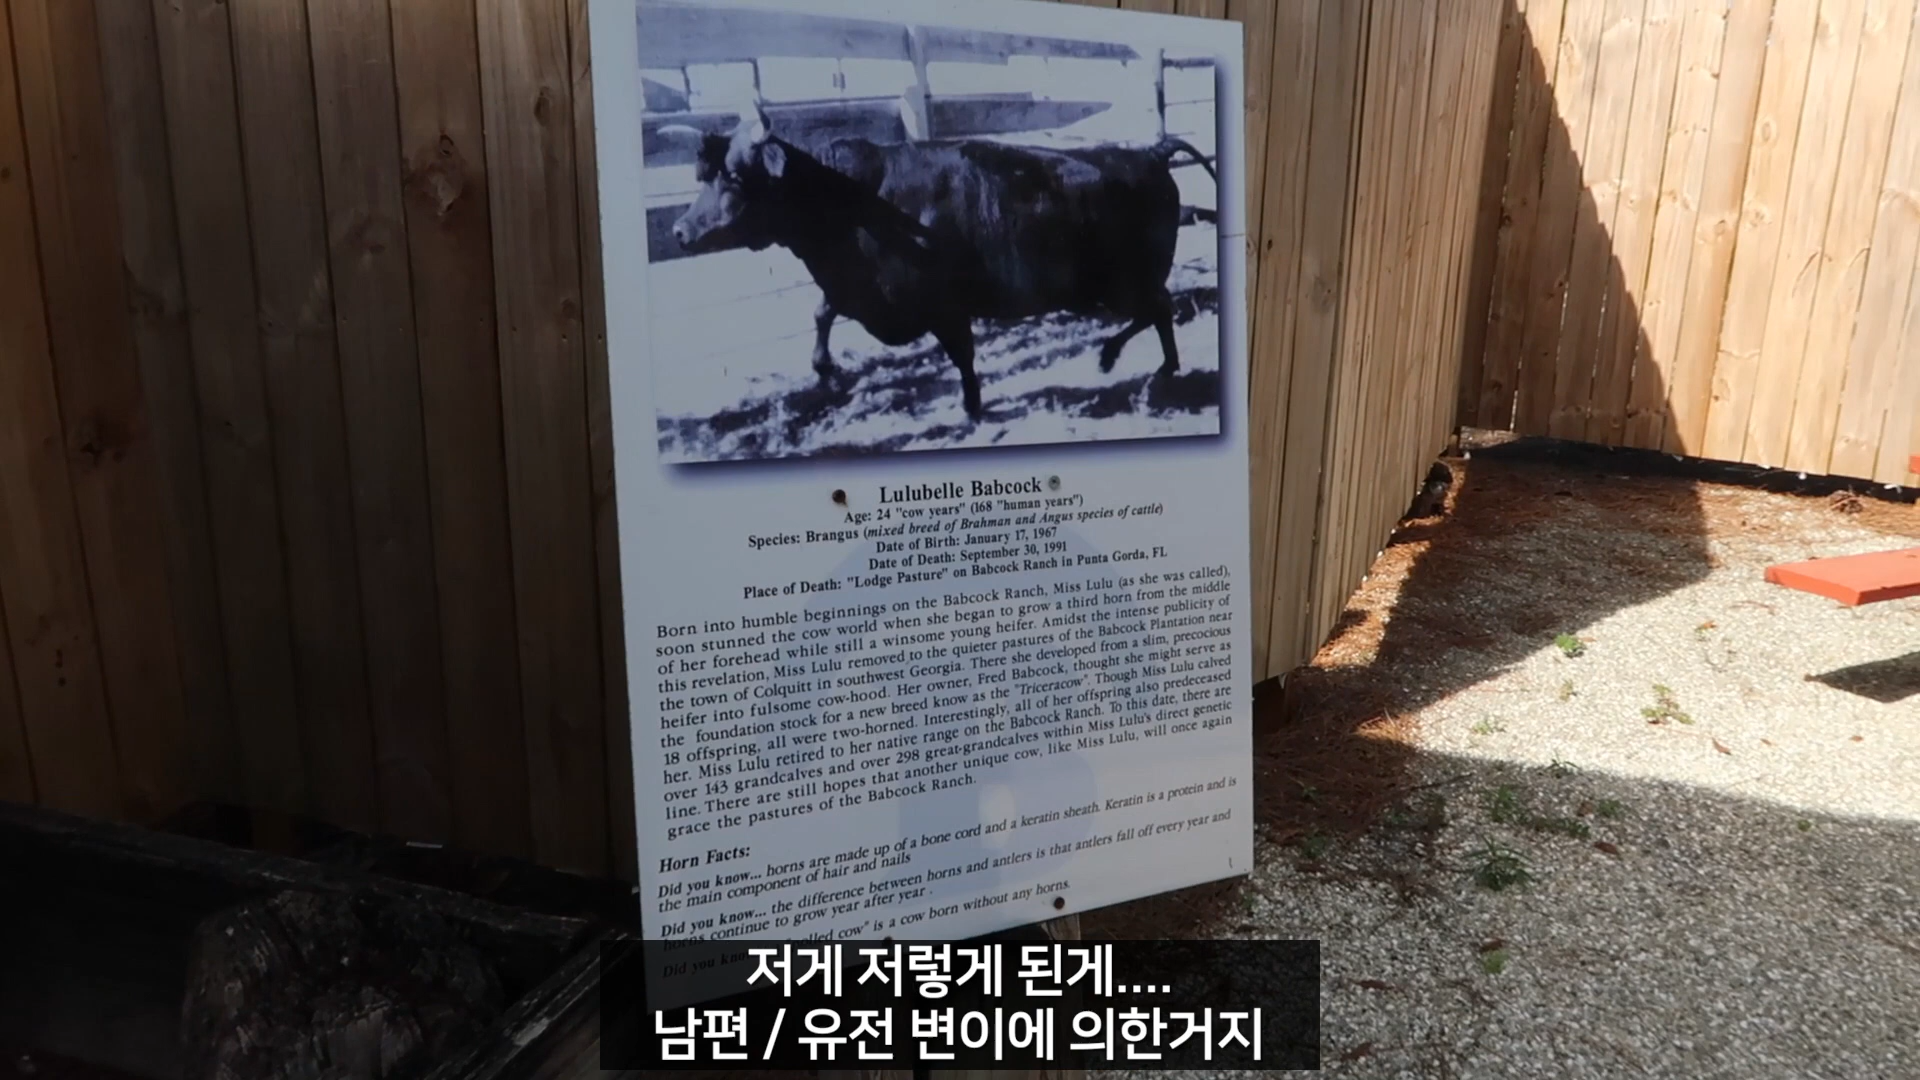 Lulubelle Babcock
Age: 24 "cow years" (168 "human years")
Species: Brangus (mixed breed of Brahman and Angus species of cattle)
Date of Birth: January 17, 1967
Date of Death: September 30, 1991
Place of Death: "Lodge Pasture" on Babcock Ranch in Punta Gorda, FL
Born into humble beginnings on the Babcock Ranch, Miss Lulu (as she was called),
soon stunned the cow world when she began to grow a third horn from the middle
of her forehead while still a winsome young heifer. Amidst the intense publicity of
this revelation, Miss Lulu removed to the quieter pastures of the Babcock Plantation near
the town of Colquitt in southwest Georgia. There she developed from a slim, precocious
heifer into fulsome cow-hood. Her owner, Fred Babcock, thought she might serve as
the foundation stock for a new breed know as the "Triceracow". Though Miss Lulu calved
18 offspring, all were two-horned. Interestingly, all of her offspring also predeceased
her. Miss Lulu retired to her native range on the Babcock Ranch. To this date, there are
over 143 grandcalves and over 298 great-grandcalves within Miss Lulu's direct genetic
line. There are still hopes that another unique cow, like Miss Lulu, will once again
grace the pastures of the Babcock Ranch.
Horn Facts:
Did you know... horns are made up of a bone cord and a keratin sheath. Keratin is a protein and is
the main component of hair and nails
Did you know... the difference between horns and antlers is that antlers fall off every year and
horns continue to grow year after year .
Did you cow" is a cow born without any horns.
저게 저렇게 된게....
남편 / 유전 변이에 의한거지